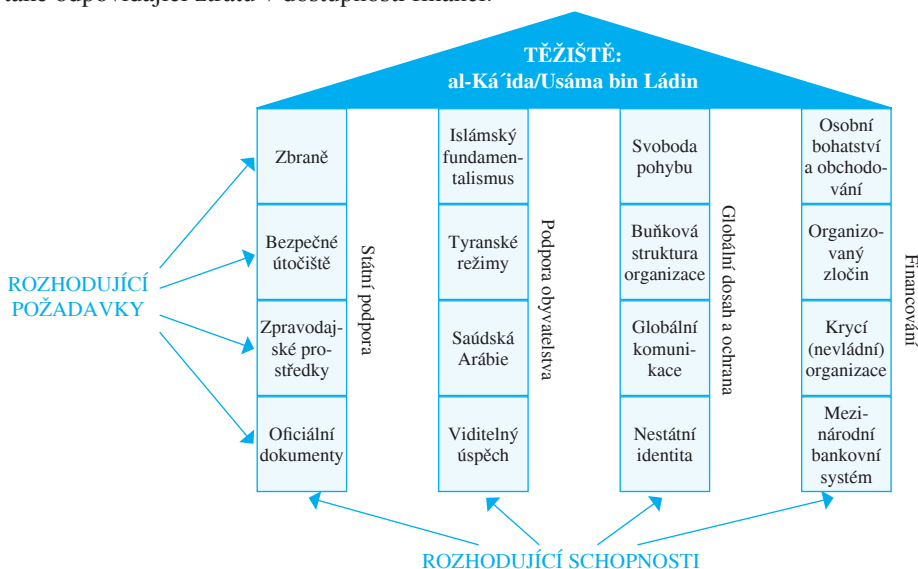 také odpovídající ztrátu v dostupnosti financí.
TĚŽIŠTĚ:
al-Ká´ida/Usáma bin Ládin
ROZHODUJÍCÍ
POŽADAVKY
Zbraně
Bezpečné
útočiště
Zpravodaj-
ské pro-
středky
Oficiální
dokumenty
Státní podpora
Islámský
fundamen-
talismus
Tyranské
režimy
Saúdská
Arábie
Viditelný
úspěch
Podpora obyvatelstva
Svoboda
pohybu
Buňková
struktura
organizace
Globální
komuni-
kace
Nestátní
identita
Globální dosah a ochrana
Osobní
bohatství
a obchodo-
vání
Organizo-
vaný
zločin
Krycí
(nevládní)
organizace
Mezi-
národní
bankovní
systém
Financování
ROZHODUJÍCÍ SCHOPNOSTI